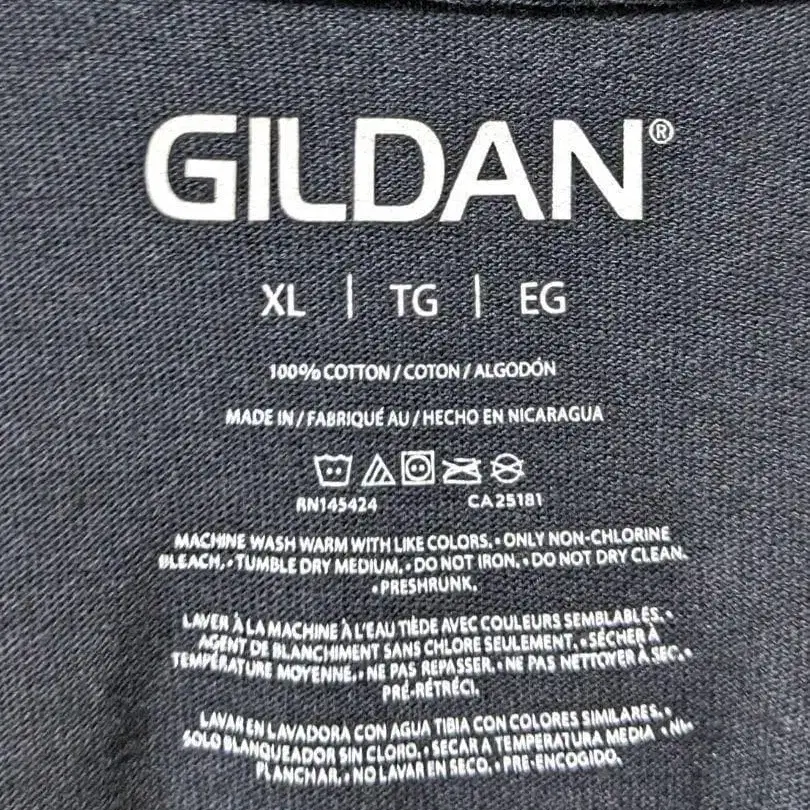 GILDAN®
XL | TG | EG
100% COTTON / COTON / ALGODÓN
MADE IN / FABRIQUÉ AU / HECHO EN NICARAGUA
RN145424 CA25181
MACHINE WASH WARM WITH LIKE COLORS. • ONLY NON-CHLORINE
BLEACH. • TUMBLE DRY MEDIUM. • DO NOT IRON. • DO NOT DRY CLEAN.
• PRESHRUNK.
LAVER À LA MACHINE À L'EAU TIÈDE AVEC COULEURS SEMBLABLES. •
AGENT DE BLANCHIMENT SANS CHLORE SEULEMENT. • SÉCHER À
TEMPÉRATURE MOYENNE. • NE PAS REPASSER. • NE PAS NETTOYER À SEC. •
PRÉ-RÉTRÉCI.
LAVAR EN LAVADORA CON AGUA TIBIA CON COLORES SIMILARES. •
SOLO BLANQUEADOR SIN CLORO. • SECAR A TEMPERATURA MEDIA •
PLANCHAR. • NO LAVAR EN SECO. • PRE-ENCOGIDO.